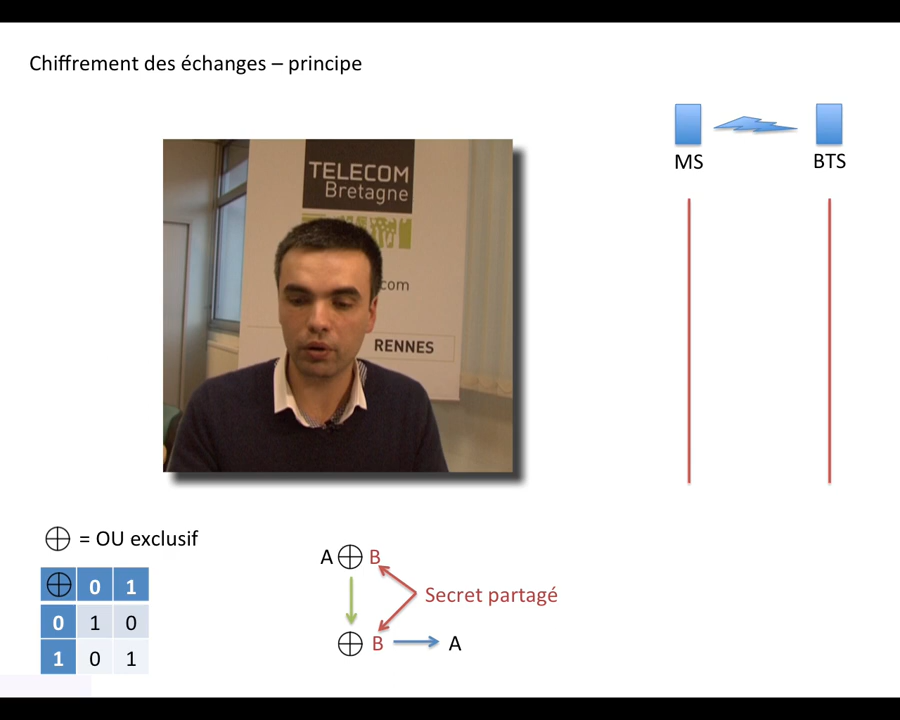 Chiffrement des échanges – principe
MS
BTS
TELECOM
Bretagne
com
RENNES
⊕ = OU exclusif
⊕ 0 1
0 1 0
1 0 1
A ⊕ B
Secret partagé
⊕ B → A